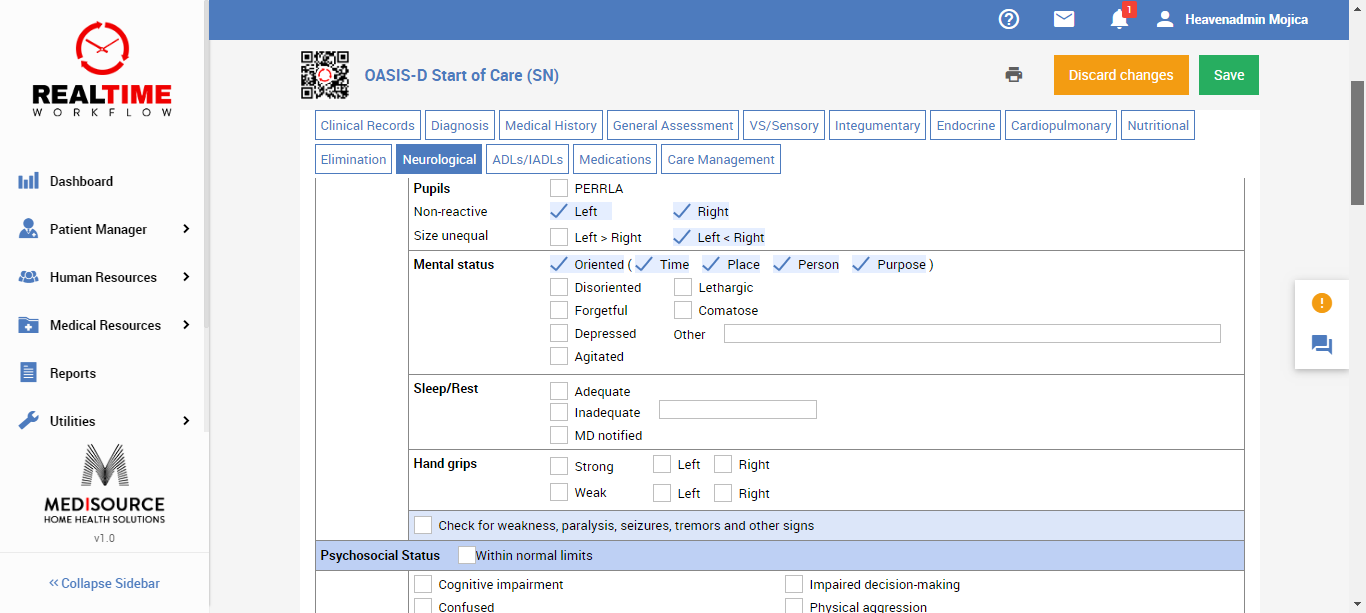 1
Heavenadmin Mojica
REALTIME
WORKFLOW
OASIS-D Start of Care (SN)
Discard changes
Save
Clinical Records
Diagnosis
Medical History
General Assessment
VS/Sensory
Integumentary
Endocrine
Cardiopulmonary
Nutritional
Elimination
Neurological
ADLs/IADLs
Medications
Care Management
Dashboard
Patient Manager
Human Resources
Medical Resources
Reports
Utilities
MEDISOURCE
HOME HEALTH SOLUTIONS
v1.0
Collapse Sidebar
Pupils PERRLA
Non-reactive Left Right
Size unequal Left > Right Left < Right
Mental status Oriented ( Time Place Person Purpose )
Disoriented Lethargic
Forgetful Comatose
Depressed Other
Agitated
Sleep/Rest Adequate
Inadequate
MD notified
Hand grips Strong Left Right
Weak Left Right
Check for weakness, paralysis, seizures, tremors and other signs
Psychosocial Status Within normal limits
Cognitive impairment Impaired decision-making
Confused Physical aggression